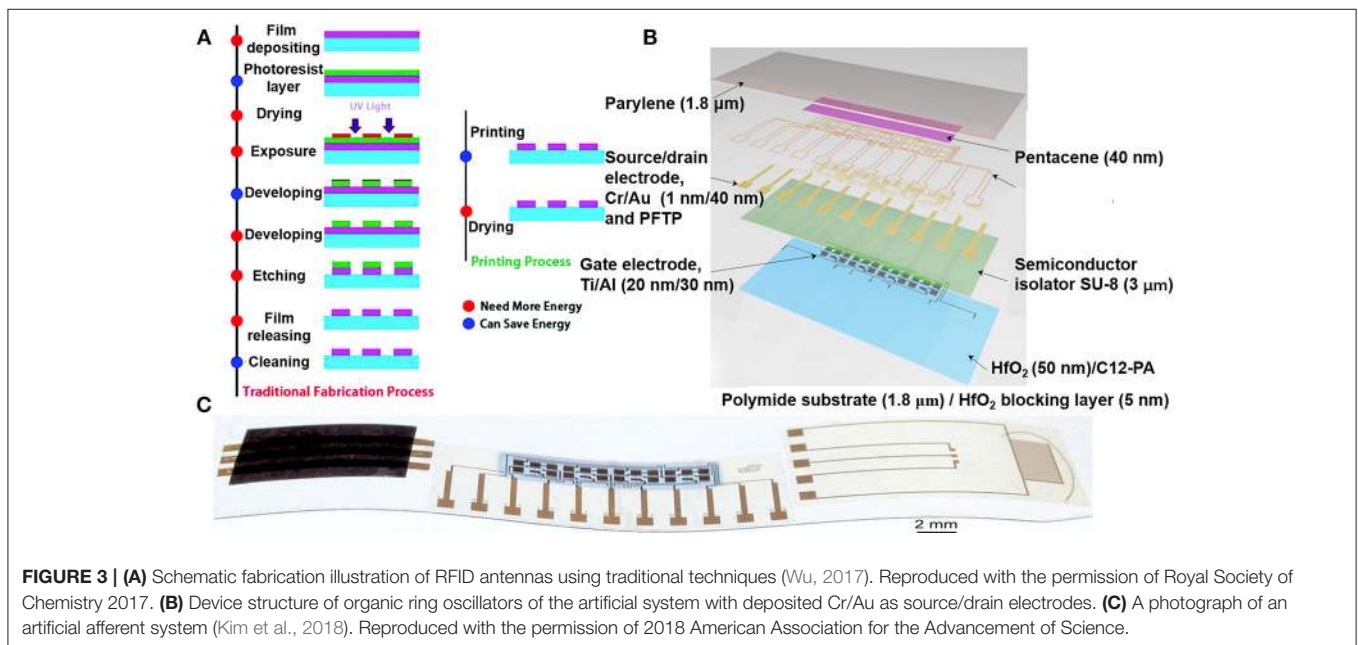 A
Film
depositing
Photoresist
layer
Drying
UV Light
Exposure
Developing
Developing
Etching
Film
releasing
Cleaning
Traditional Fabrication Process
Printing
Drying
Printing Process
Need More Energy
Can Save Energy
B
Parylene (1.8 μm)
Pentacene (40 nm)
Source/drain
electrode,
Cr/Au (1 nm/40 nm)
and PFTP
Gate electrode,
Ti/Al (20 nm/30 nm)
Semiconductor
isolator SU-8 (3 μm)
HfO₂ (50 nm)/C12-PA
Polymide substrate (1.8 μm) / HfO₂ blocking layer (5 nm)
C
2 mm
FIGURE 3 | (A) Schematic fabrication illustration of RFID antennas using traditional techniques (Wu, 2017). Reproduced with the permission of Royal Society of
Chemistry 2017. (B) Device structure of organic ring oscillators of the artificial system with deposited Cr/Au as source/drain electrodes. (C) A photograph of an
artificial afferent system (Kim et al., 2018). Reproduced with the permission of 2018 American Association for the Advancement of Science.